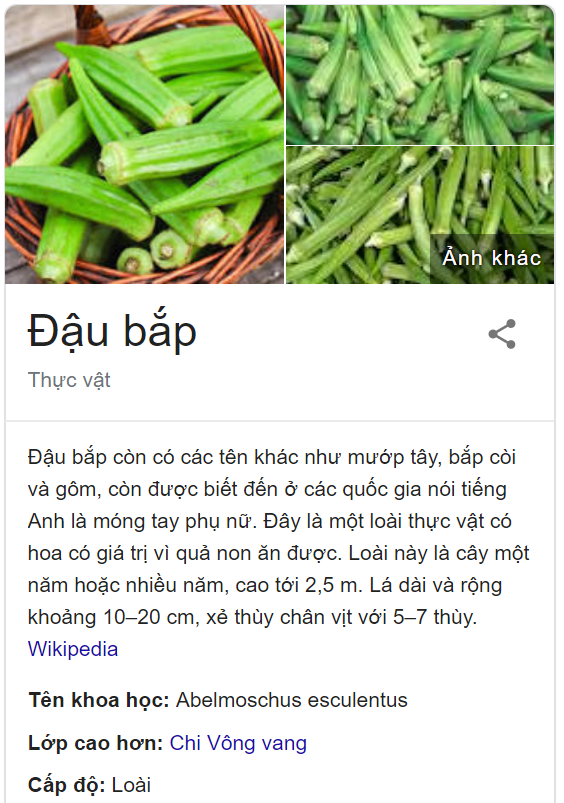 Ảnh khác
Đậu bắp
Thực vật
Đậu bắp còn có các tên khác như mướp tây, bắp còi
và gôm, còn được biết đến ở các quốc gia nói tiếng
Anh là móng tay phụ nữ. Đây là một loài thực vật có
hoa có giá trị vì quả non ăn được. Loài này là cây một
năm hoặc nhiều năm, cao tới 2,5 m. Lá dài và rộng
khoảng 10–20 cm, xẻ thùy chân vịt với 5–7 thùy.
Wikipedia
Tên khoa học: Abelmoschus esculentus
Lớp cao hơn: Chi Vông vang
Cấp độ: Loài